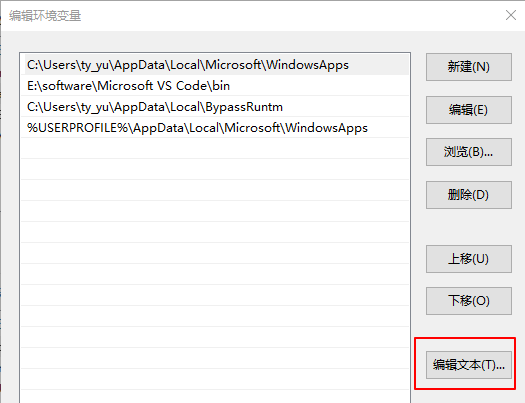 编辑环境变量
C:\Users\ty_yu\AppData\Local\Microsoft\WindowsApps
E:\software\Microsoft VS Code\bin
C:\Users\ty_yu\AppData\Local\BypassRuntm
%USERPROFILE%\AppData\Local\Microsoft\WindowsApps
新建(N)
编辑(E)
浏览(B)...
删除(D)
上移(U)
下移(O)
编辑文本(T)...